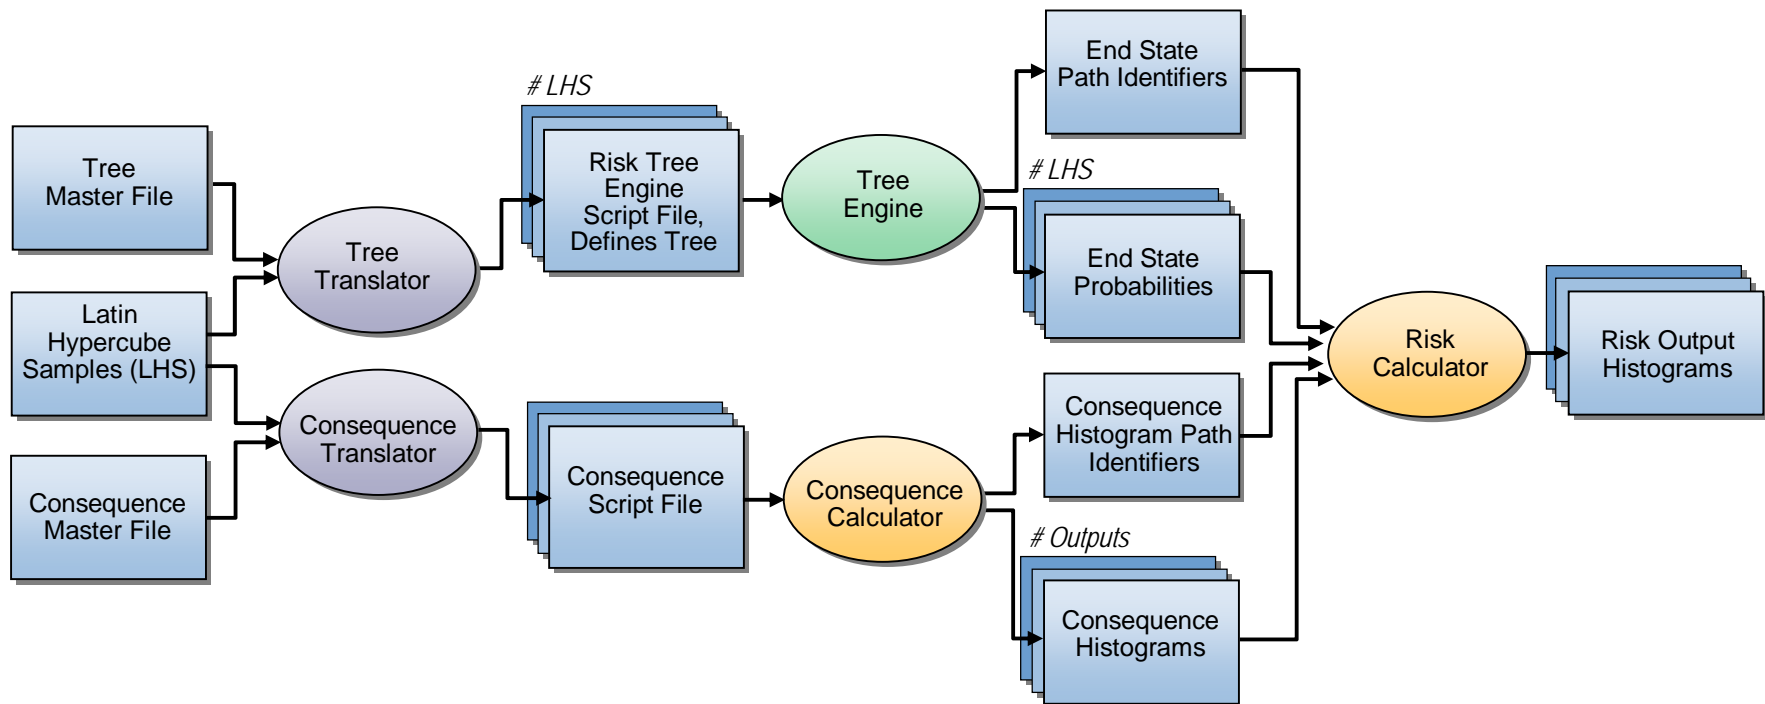 Tree
Master File
Latin
Hypercube
Samples (LHS)
Consequence
Master File
Tree
Translator
Consequence
Translator
# LHS
Risk Tree
Engine
Script File,
Defines Tree
Consequence
Script File
Tree
Engine
Consequence
Calculator
End State
Path Identifiers
# LHS
End State
Probabilities
Consequence
Histogram Path
Identifiers
# Outputs
Consequence
Histograms
Risk
Calculator
Risk Output
Histograms